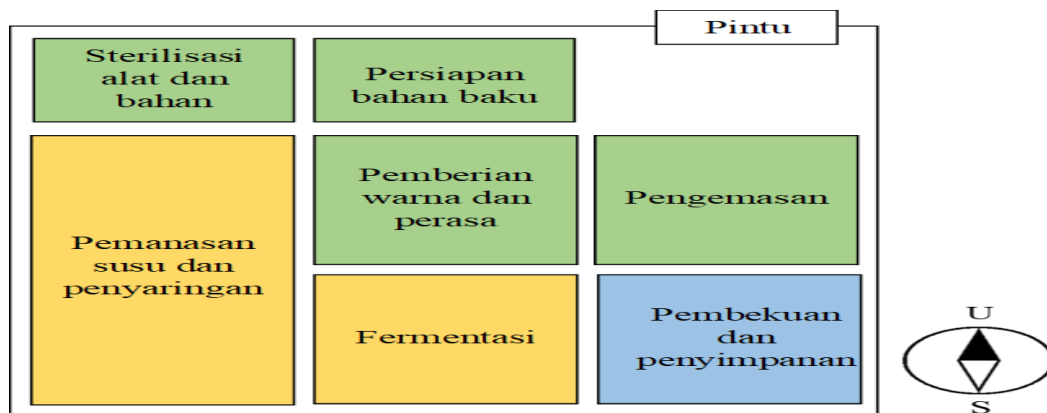 Pintu
Sterilisasi
alat dan
bahan
Persiapan
bahan baku
Pemanasan
susu dan
penyaringan
Pemberian
warna dan
perasa
Pengemasan
Fermentasi
Pembekuan
dan
penyimpanan
U
S